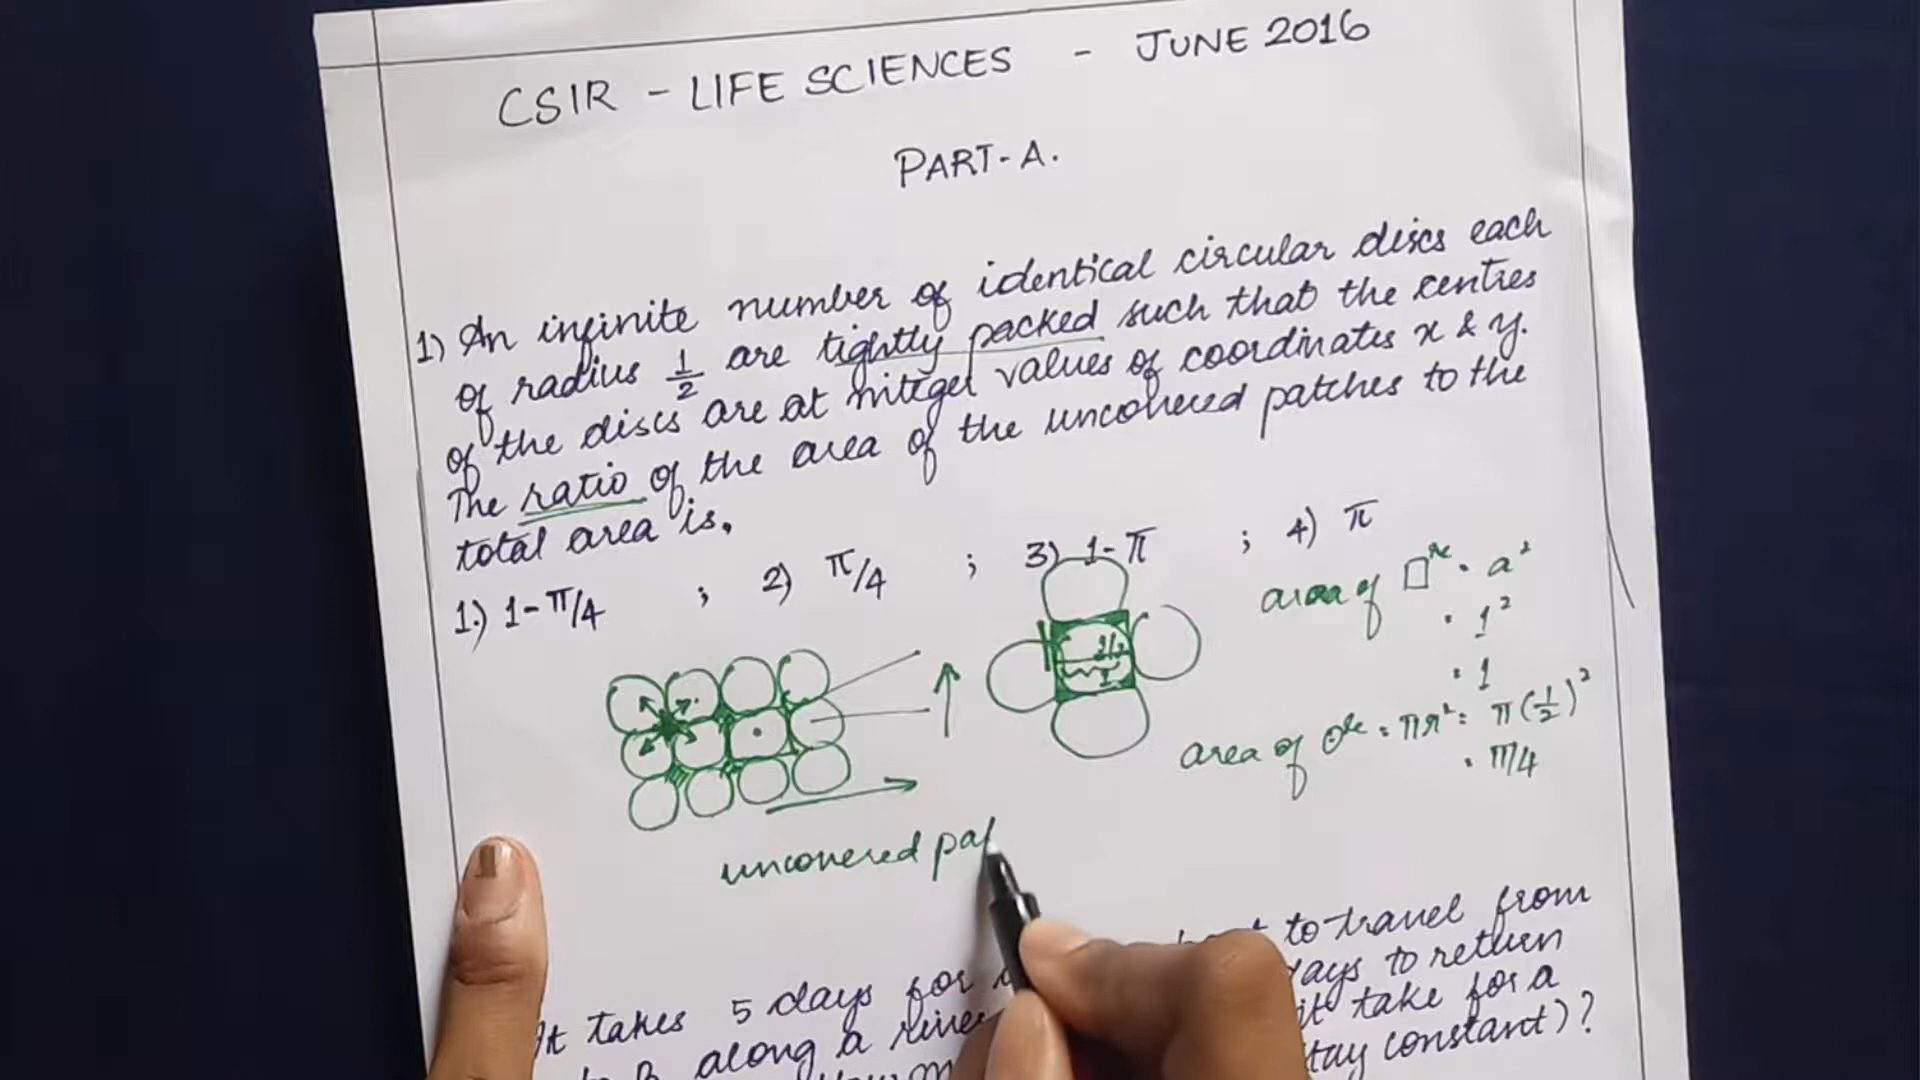 CSIR - LIFE SCIENCES - JUNE 2016
PART-A.
1) An infinite number of identical circular discs each
of radius 1/2 are tightly packed such that the centres
of the discs are at integer values of coordinates x & y.
The ratio of the area of the uncovered patches to the
total area is.
1.) 1-π/4 ; 2) π/4 ; 3) 1-π ; 4) π
area of □re = a²
= 1²
= 1
area of Ole = πr² = π(1/2)²
= π/4
uncovered pat
It takes 5 days for to travel from
days to return
along a it take for a
stay constant)?